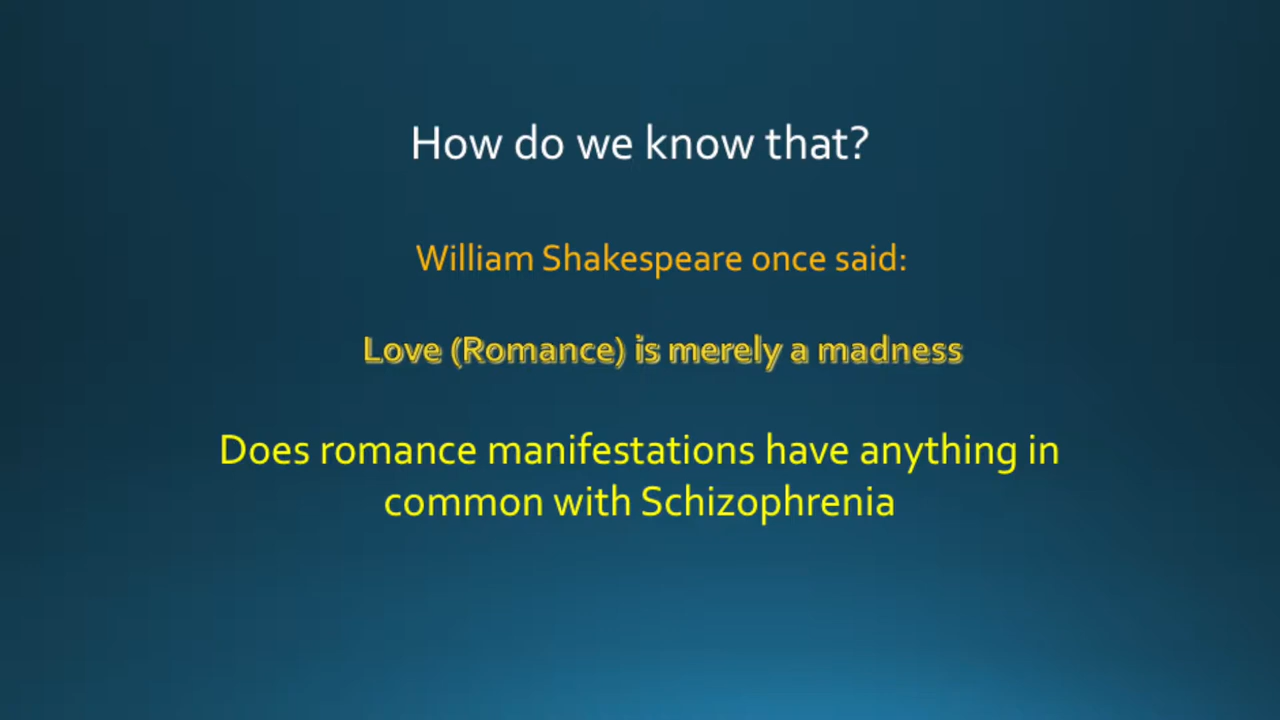 How do we know that?
William Shakespeare once said:
Love (Romance) is merely a madness
Does romance manifestations have anything in
common with Schizophrenia